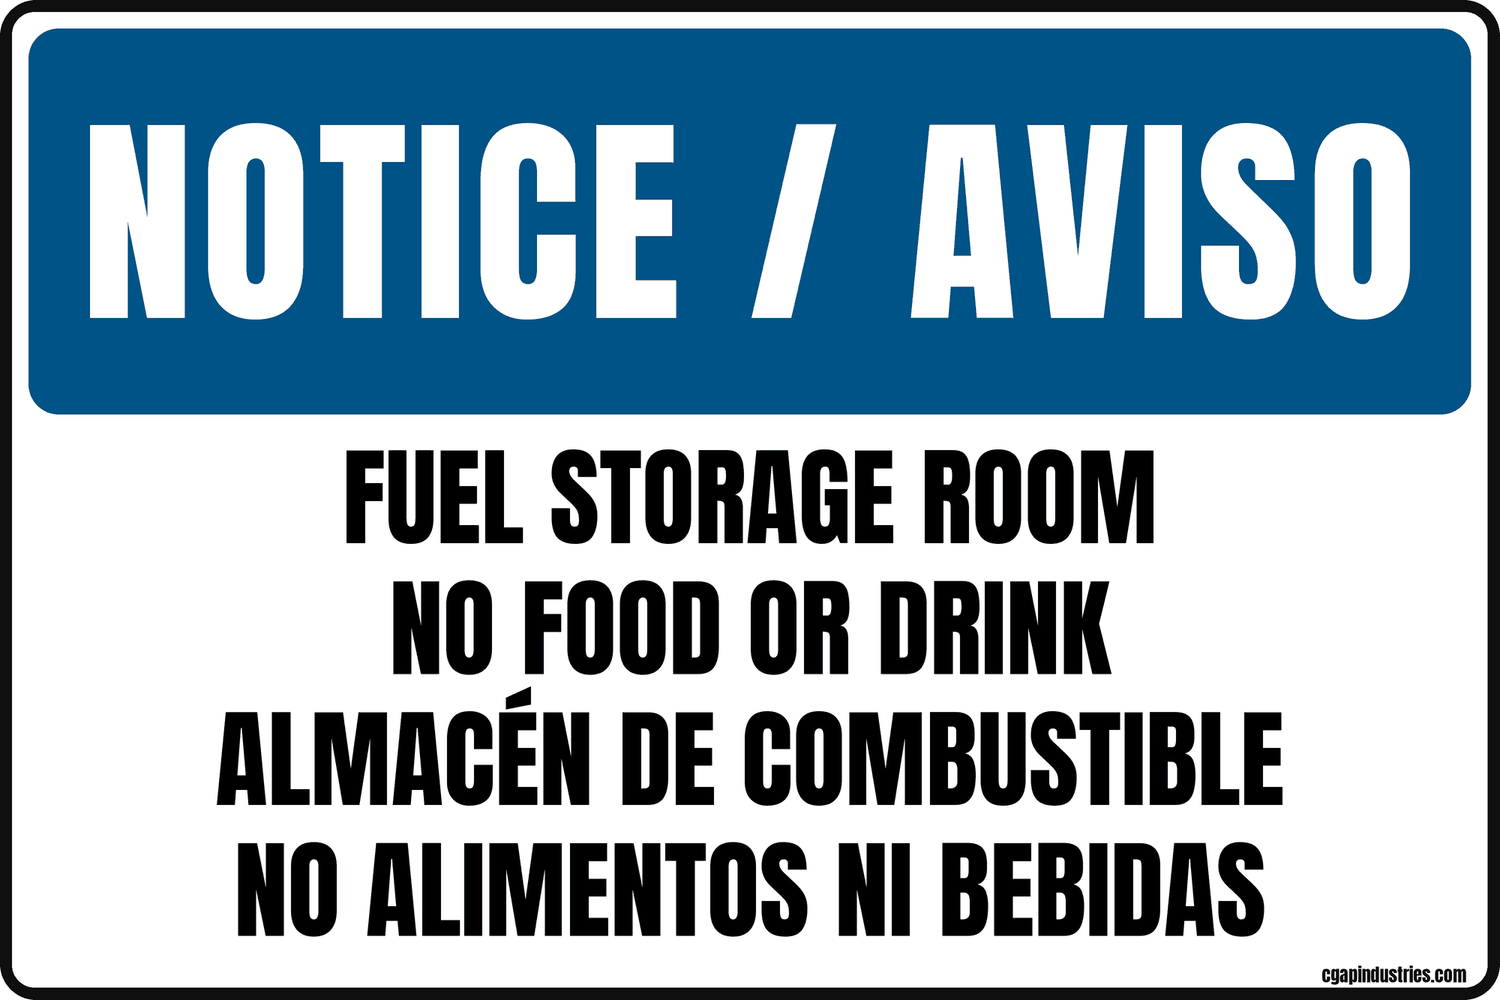 NOTICE / AVISO
FUEL STORAGE ROOM
NO FOOD OR DRINK
ALMACÉN DE COMBUSTIBLE
NO ALIMENTOS NI BEBIDAS
cgapindustries.com